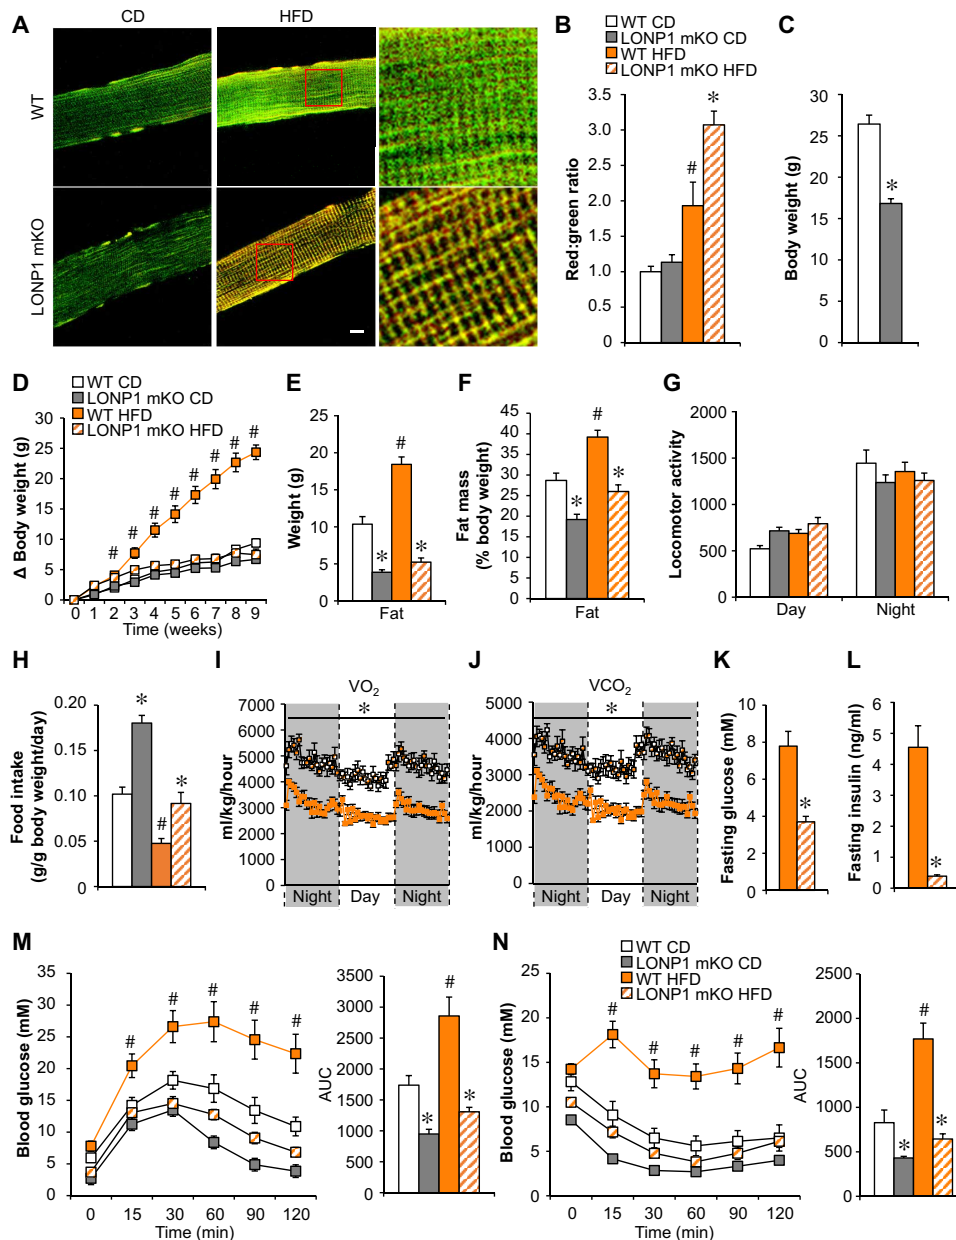 A
CD
HFD
WT
LONP1 mKO
B
WT CD
LONP1 mKO CD
WT HFD
LONP1 mKO HFD
Red:green ratio
3.5
3.0
2.5
2.0
1.5
1.0
0.5
0
#
*
C
Body weight (g)
30
25
20
15
10
5
0
*
D
WT CD
LONP1 mKO CD
WT HFD
LONP1 mKO HFD
Δ Body weight (g)
30
25
20
15
10
5
0
# # # # # # # #
0 1 2 3 4 5 6 7 8 9
Time (weeks)
E
Weight (g)
25
20
15
10
5
0
* # *
Fat
F
Fat mass
(% body weight)
45
40
35
30
25
20
15
10
5
0
* # *
Fat
G
Locomotor activity
2000
1500
1000
500
0
Day Night
H
Food intake
(g/g body weight/day)
0.20
0.15
0.10
0.05
0
* # *
I
VO2
*
ml/kg/hour
7000
6000
5000
4000
3000
2000
1000
0
Night Day Night
J
VCO2
*
ml/kg/hour
5000
4000
3000
2000
1000
0
Night Day Night
K
Fasting glucose (mM)
10
8
6
4
2
0
*
L
Fasting insulin (ng/ml)
6
5
4
3
2
1
0
*
M
Blood glucose (mM)
35
30
25
20
15
10
5
0
# # # # #
0 15 30 60 90 120
Time (min)
AUC
3500
3000
2500
2000
1500
1000
500
0
* # *
N
WT CD
LONP1 mKO CD
WT HFD
LONP1 mKO HFD
Blood glucose (mM)
25
20
15
10
5
0
# # # # #
0 15 30 60 90 120
Time (min)
AUC
2500
2000
1500
1000
500
0
* # *